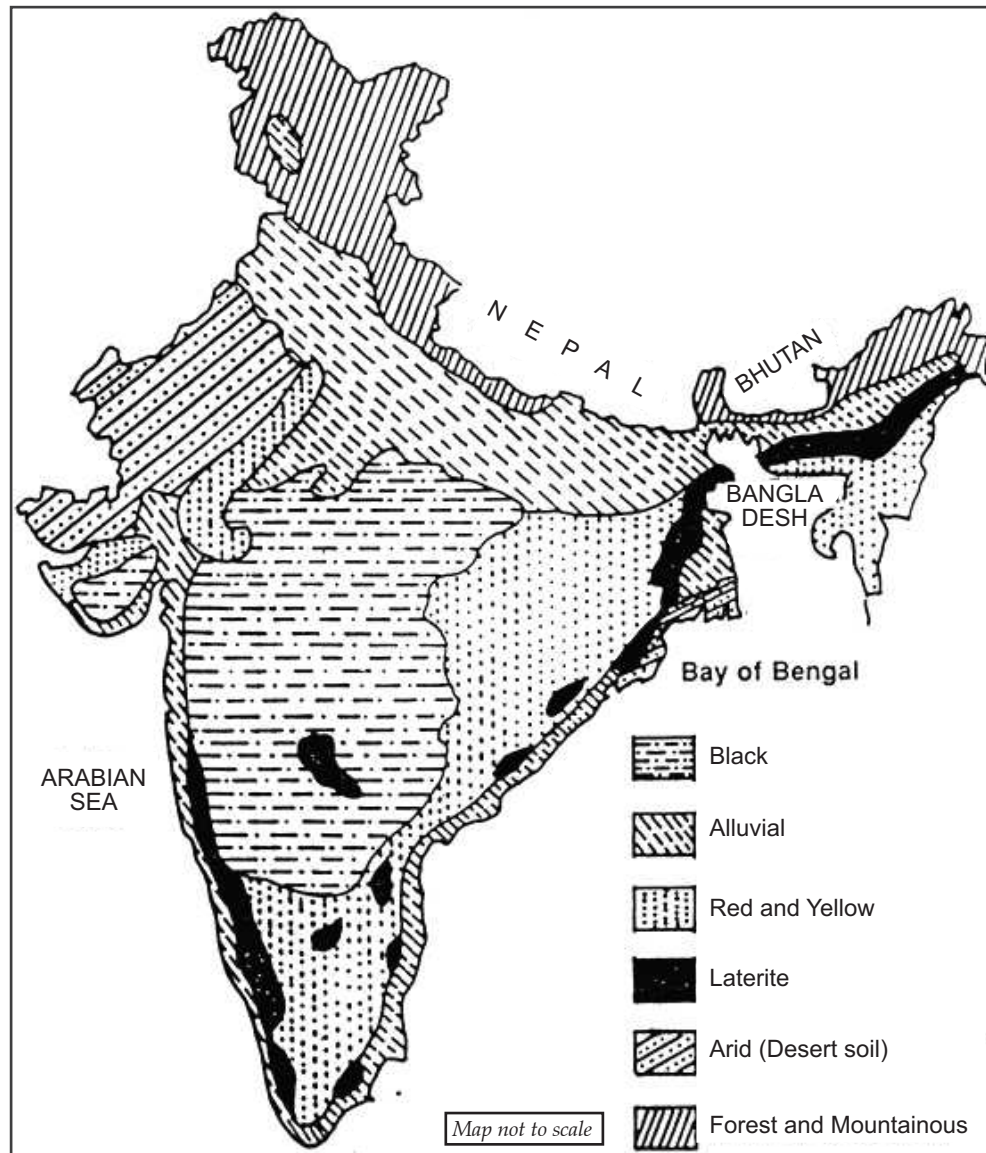 N E P A L
BHUTAN
BANGLA
DESH
Bay of Bengal
ARABIAN
SEA
Black
Alluvial
Red and Yellow
Laterite
Arid (Desert soil)
Forest and Mountainous
Map not to scale